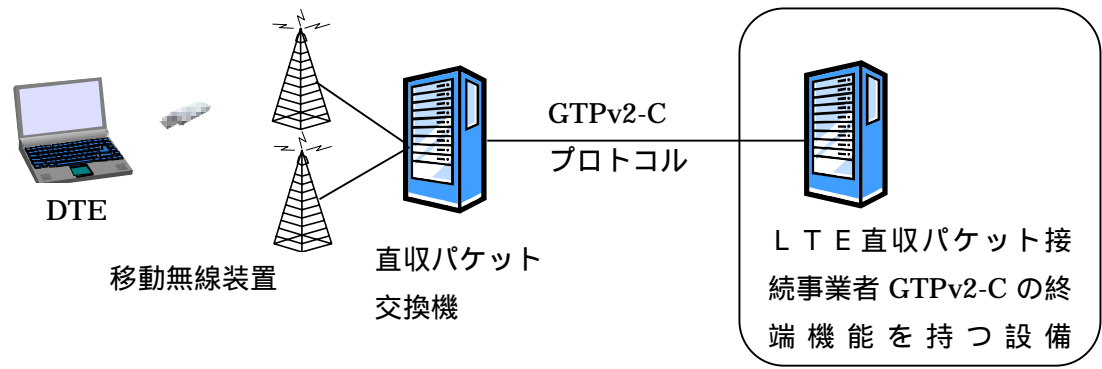 DTE
移動無線装置
直収パケット
交換機
GTPv2-C
プロトコル
ＬＴＥ直収パケット接
続事業者 GTPv2-C の終
端機能を持つ設備